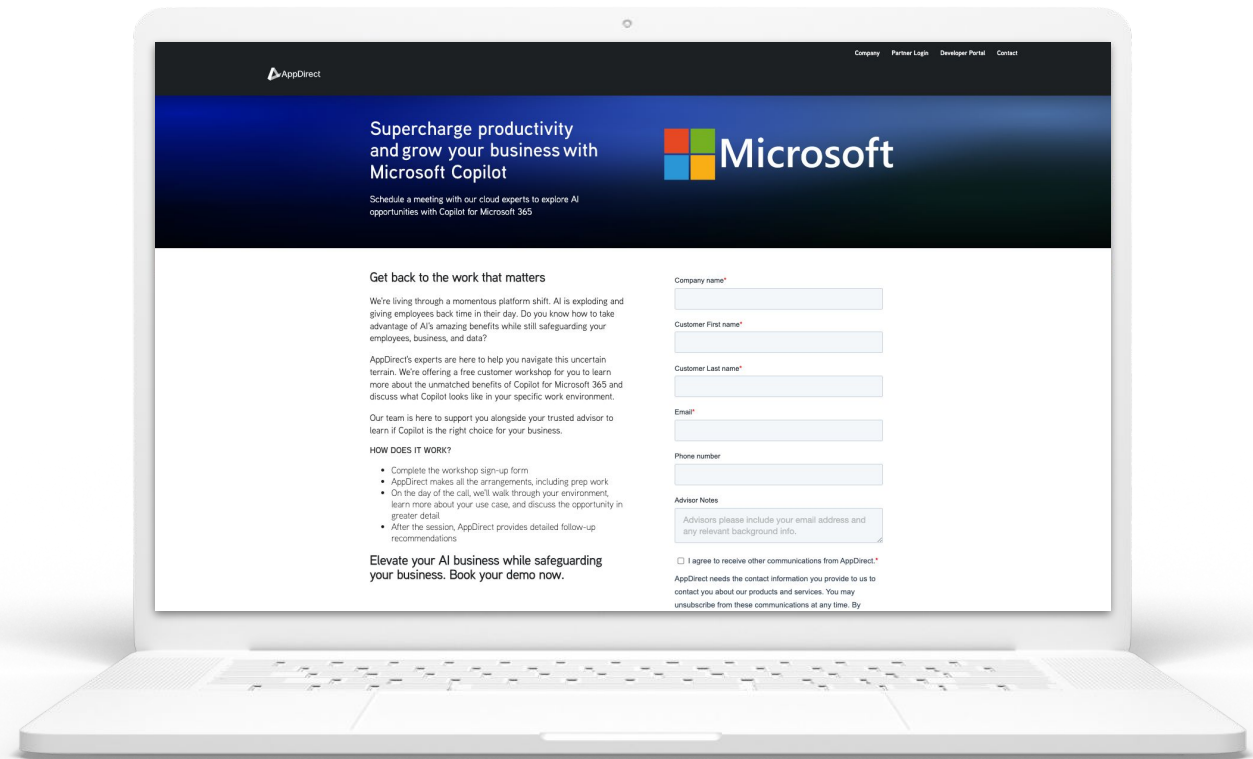 Company Partner Login Developer Portal Contact
AppDirect
Supercharge productivity
and grow your business with
Microsoft Copilot
Schedule a meeting with our cloud experts to explore AI
opportunities with Copilot for Microsoft 365
Microsoft
Get back to the work that matters
We're living through a momentous platform shift. AI is exploding and
giving employees back time in their day. Do you know how to take
advantage of AI's amazing benefits while still safeguarding your
employees, business, and data?
AppDirect's experts are here to help you navigate this uncertain
terrain. We're offering a free customer workshop for you to learn
more about the unmatched benefits of Copilot for Microsoft 365 and
discuss what Copilot looks like in your specific work environment.
Our team is here to support you alongside your trusted advisor to
learn if Copilot is the right choice for your business.
HOW DOES IT WORK?
• Complete the workshop sign-up form
• AppDirect makes all the arrangements, including prep work
• On the day of the call, we'll walk through your environment,
learn more about your use case, and discuss the opportunity in
greater detail
• After the session, AppDirect provides detailed follow-up
recommendations
Elevate your AI business while safeguarding
your business. Book your demo now.
Company name*
Customer First name*
Customer Last name*
Email*
Phone number
Advisor Notes
Advisors please include your email address and
any relevant background info.
I agree to receive other communications from AppDirect.*
AppDirect needs the contact information you provide to us to
contact you about our products and services. You may
unsubscribe from these communications at any time. By